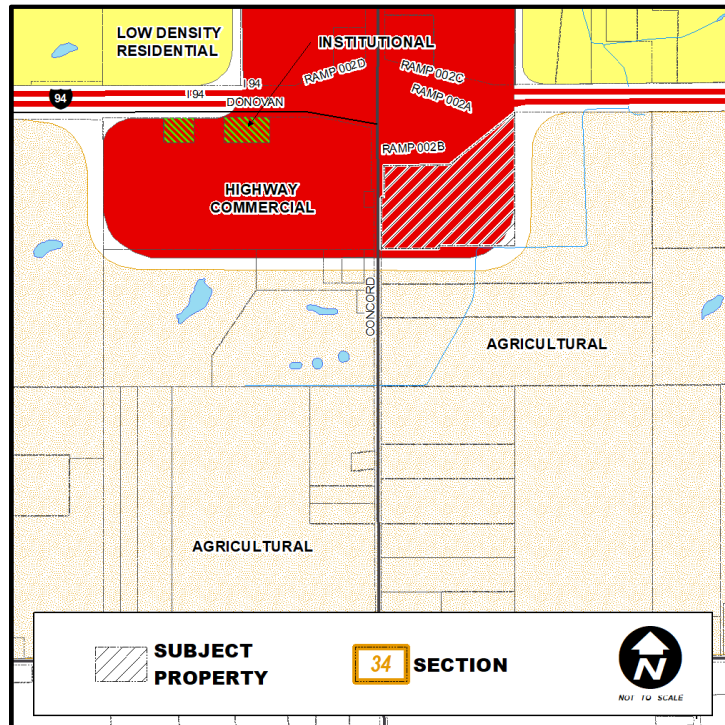 LOW DENSITY
RESIDENTIAL
INSTITUTIONAL
RAMP 002D
RAMP 002C
I 94
I 94
94
RAMP 002A
DONOVAN
RAMP 002B
HIGHWAY
COMMERCIAL
CONCORD
AGRICULTURAL
AGRICULTURAL
SUBJECT
PROPERTY
34
SECTION
N
NOT TO SCALE